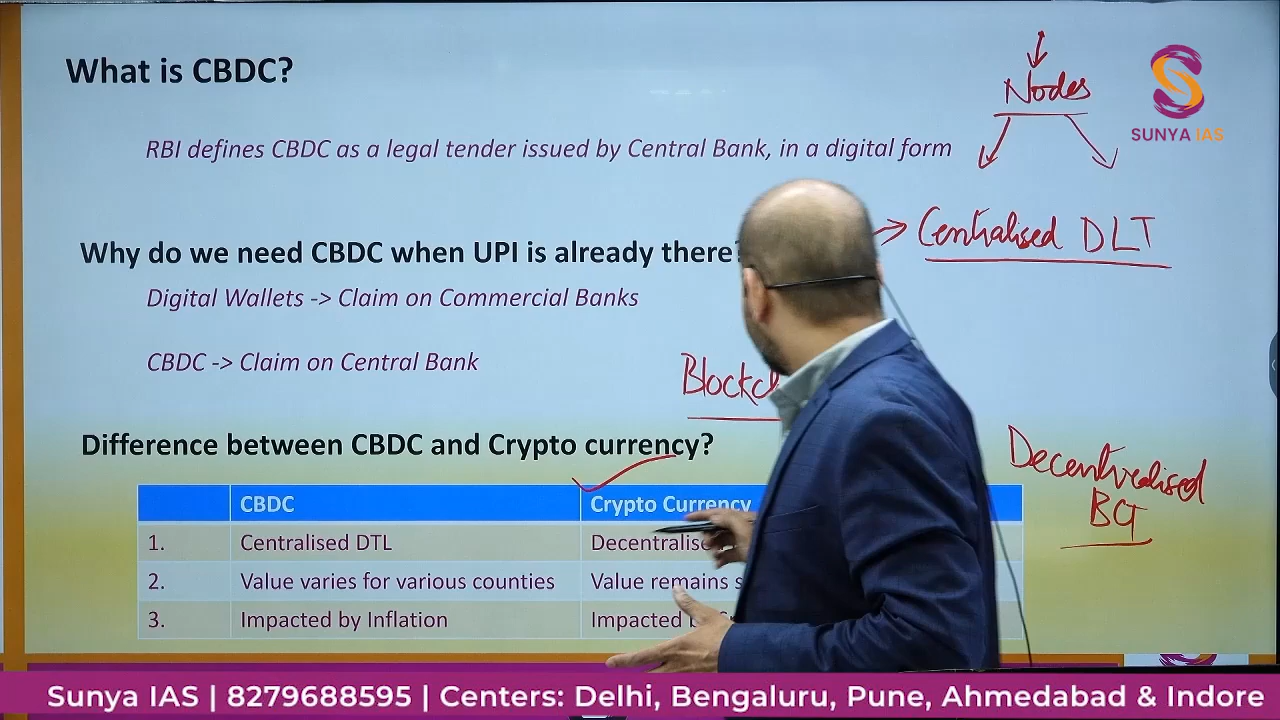 What is CBDC?
Nodes
SUNYA IAS
RBI defines CBDC as a legal tender issued by Central Bank, in a digital form
Centralised DLT
Why do we need CBDC when UPI is already there?
Digital Wallets -> Claim on Commercial Banks
CBDC -> Claim on Central Bank
Difference between CBDC and Crypto currency?
Decentralised
BCT
CBDC Crypto Currency
1. Centralised DTL
2. Value varies for various counties Value remains
3. Impacted by Inflation Impacted
Sunya IAS | 8279688595 | Centers: Delhi, Bengaluru, Pune, Ahmedabad & Indore